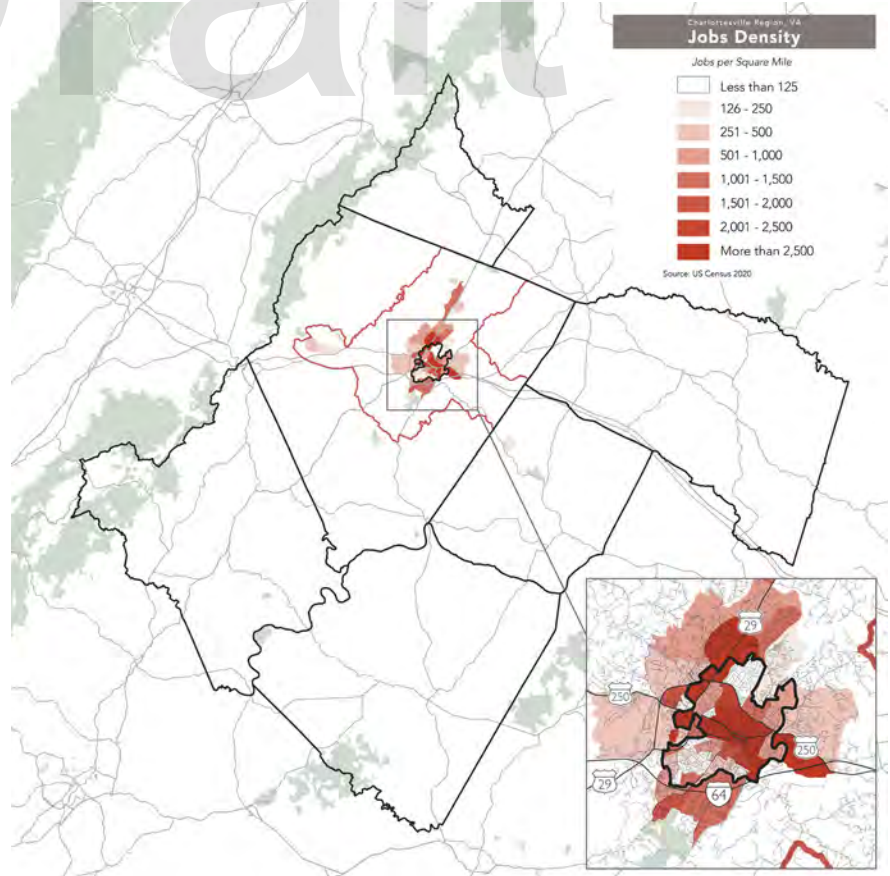 Charlottesville Region, VA
Jobs Density
Jobs per Square Mile
Less than 125
126 - 250
251 - 500
501 - 1,000
1,001 - 1,500
1,501 - 2,000
2,001 - 2,500
More than 2,500
Source: US Census 2020
29
250
250
29
64